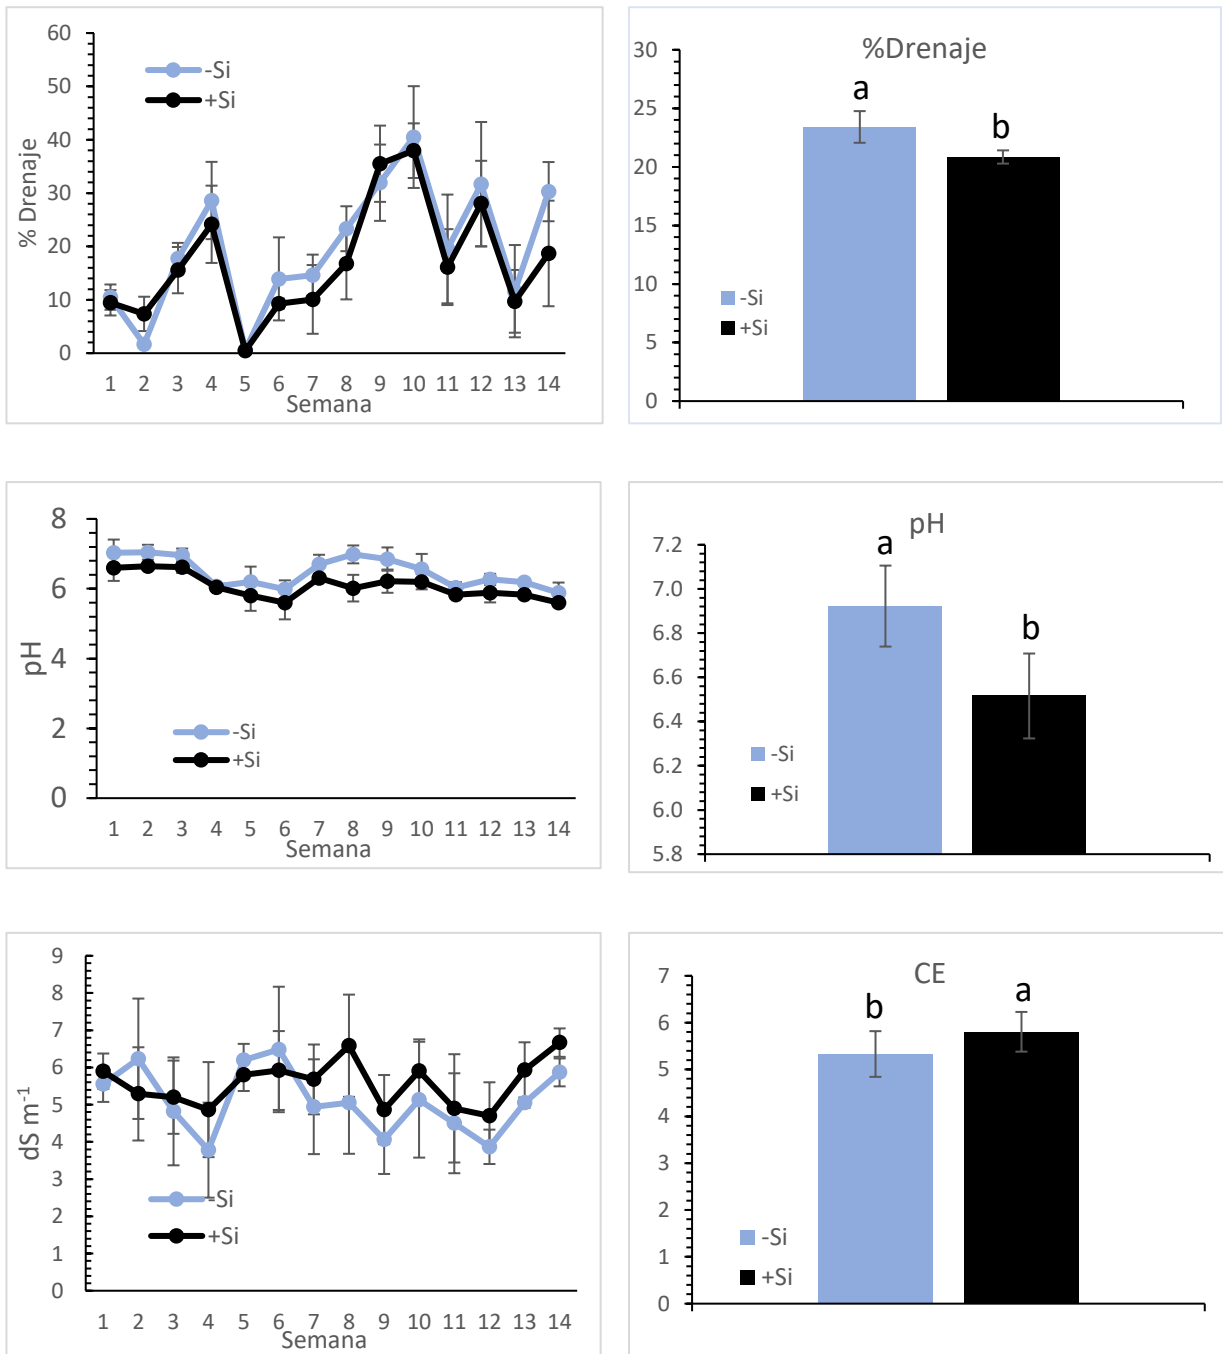 60
50
40
30
20
10
0
% Drenaje
-Si
+Si
1 2 3 4 5 6 7 8 9 10 11 12 13 14
Semana
%Drenaje
30
25
20
15
10
5
0
a
b
-Si
+Si
8
6
4
2
0
pH
-Si
+Si
1 2 3 4 5 6 7 8 9 10 11 12 13 14
Semana
pH
7.2
7.0
6.8
6.6
6.4
6.2
6.0
5.8
a
b
-Si
+Si
9
8
7
6
5
4
3
2
1
0
dS m⁻¹
-Si
+Si
1 2 3 4 5 6 7 8 9 10 11 12 13 14
Semana
CE
7
6
5
4
3
2
1
0
b
a
-Si
+Si